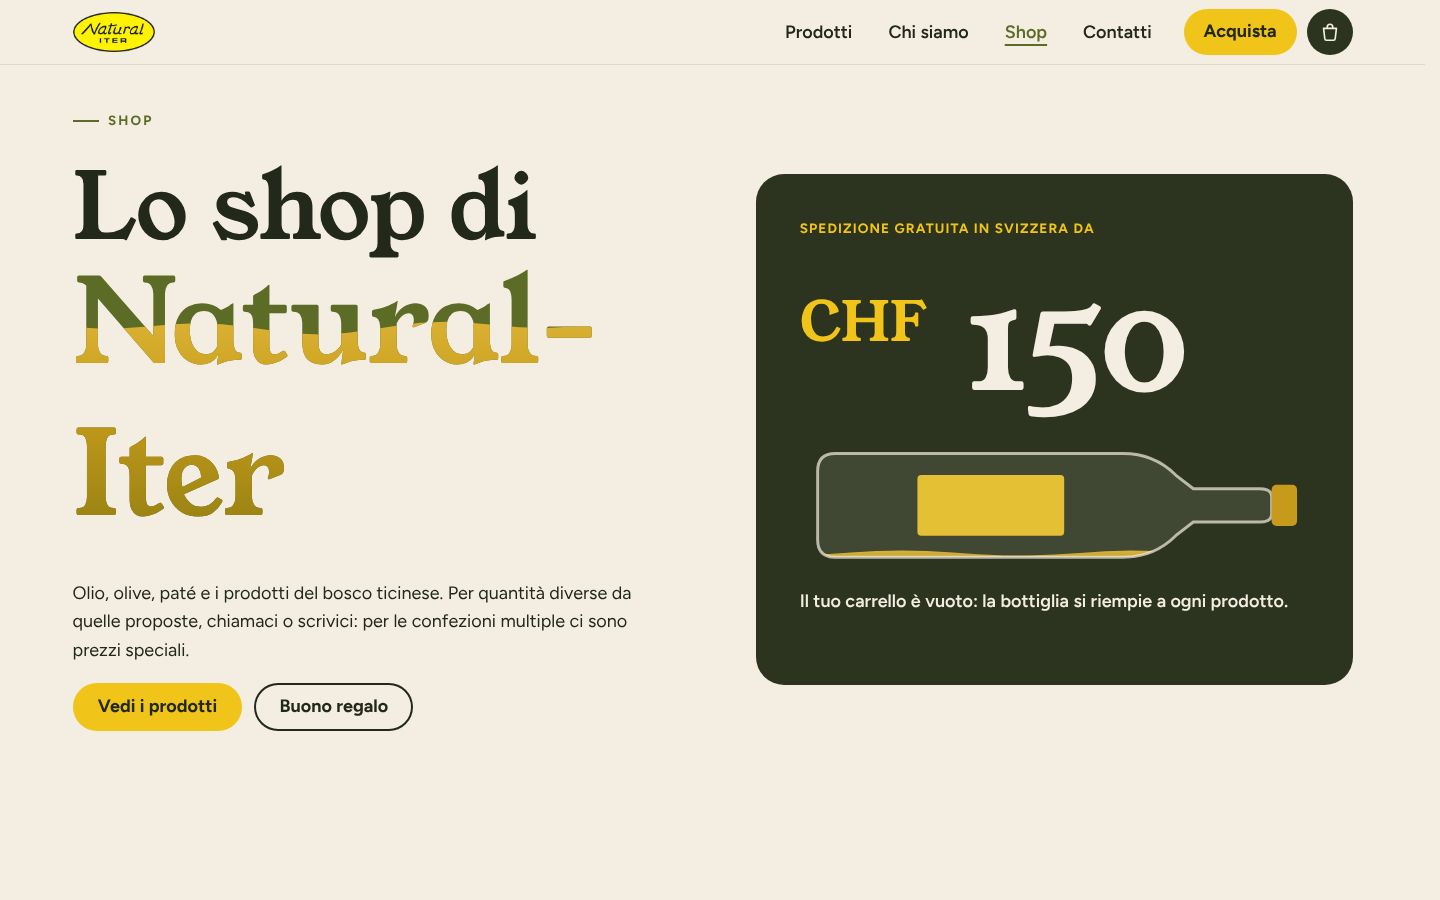 Natural
ITER
Prodotti
Chi siamo
Shop
Contatti
Acquista
SHOP
Lo shop di
Natural-
Iter
Olio, olive, paté e i prodotti del bosco ticinese. Per quantità diverse da
quelle proposte, chiamaci o scrivici: per le confezioni multiple ci sono
prezzi speciali.
Vedi i prodotti
Buono regalo
SPEDIZIONE GRATUITA IN SVIZZERA DA
CHF 150
Il tuo carrello è vuoto: la bottiglia si riempie a ogni prodotto.